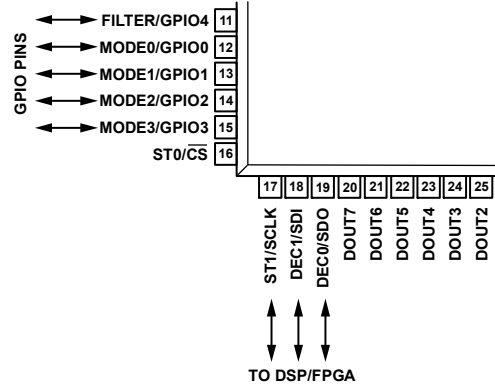 GPIO PINS
FILTER/GPIO4 11
MODE0/GPIO0 12
MODE1/GPIO1 13
MODE2/GPIO2 14
MODE3/GPIO3 15
ST0/C̅S̅ 16
17 18 19 20 21 22 23 24 25
ST1/SCLK
DEC1/SDI
DEC0/SDO
DOUT7
DOUT6
DOUT5
DOUT4
DOUT3
DOUT2
TO DSP/FPGA